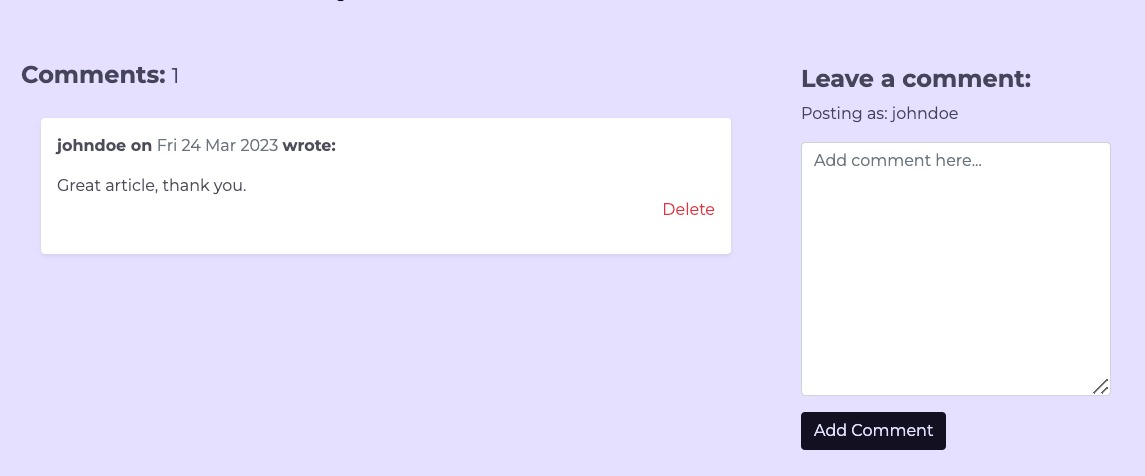 Comments: 1
johndoe on Fri 24 Mar 2023 wrote:
Great article, thank you.
Delete
Leave a comment:
Posting as: johndoe
Add comment here...
Add Comment